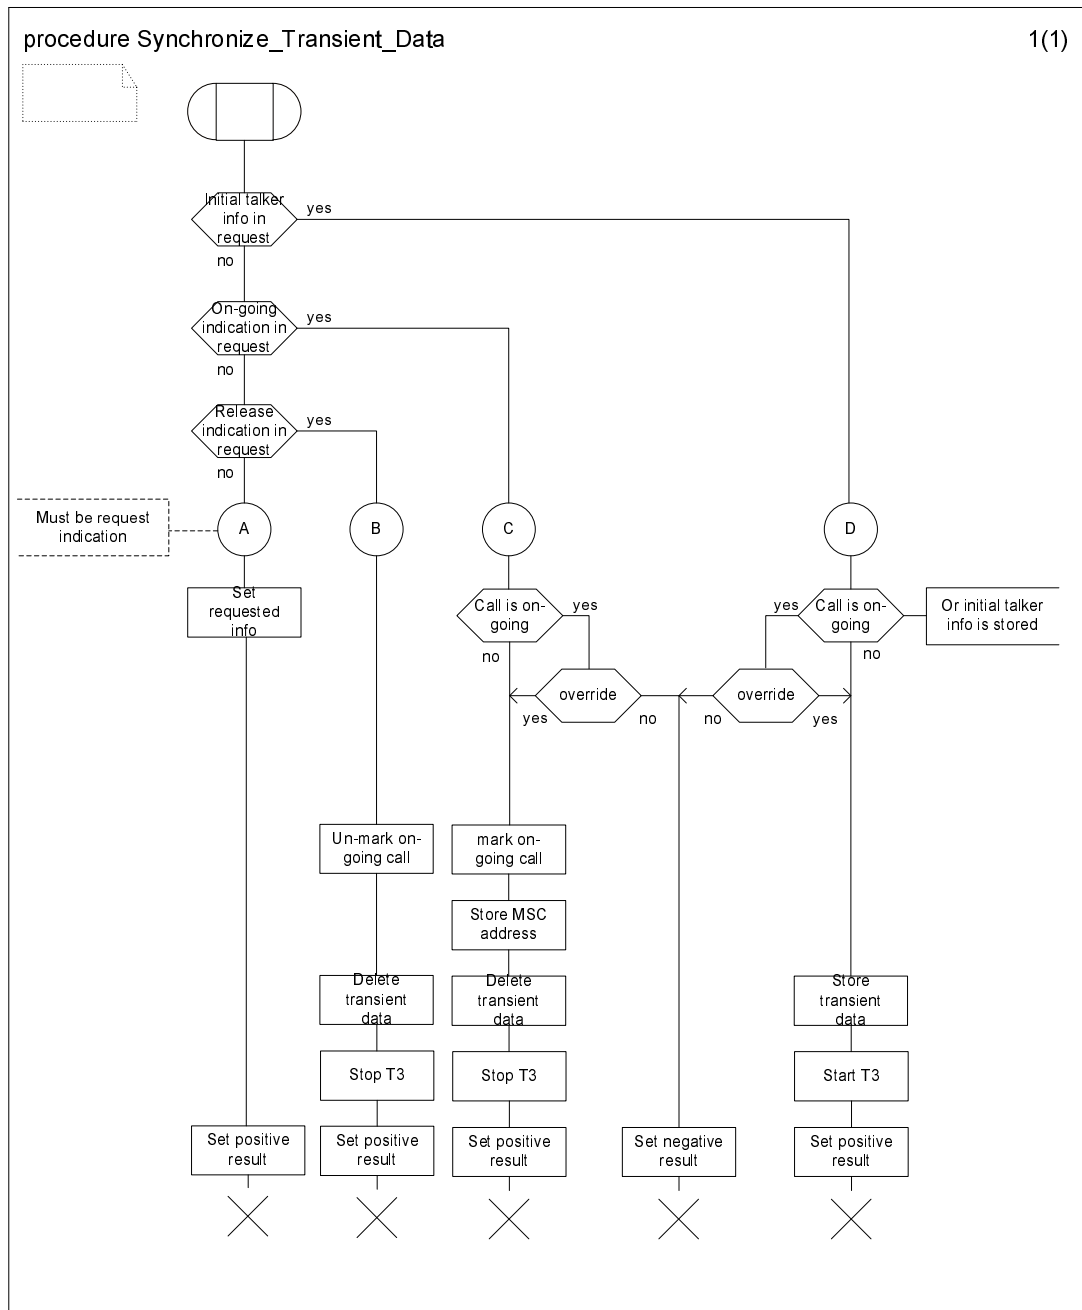 procedure Synchronize_Transient_Data
1(1)
Initial talker
info in
request
yes
no
On-going
indication in
request
yes
no
Release
indication in
request
yes
no
Must be request
indication
A
B
C
D
Set
requested
info
Call is on-
going
yes
no
yes
Call is on-
going
no
Or initial talker
info is stored
override
yes
no
override
no
yes
Un-mark on-
going call
mark on-
going call
Store MSC
address
Delete
transient
data
Delete
transient
data
Store
transient
data
Stop T3
Stop T3
Start T3
Set positive
result
Set positive
result
Set positive
result
Set negative
result
Set positive
result